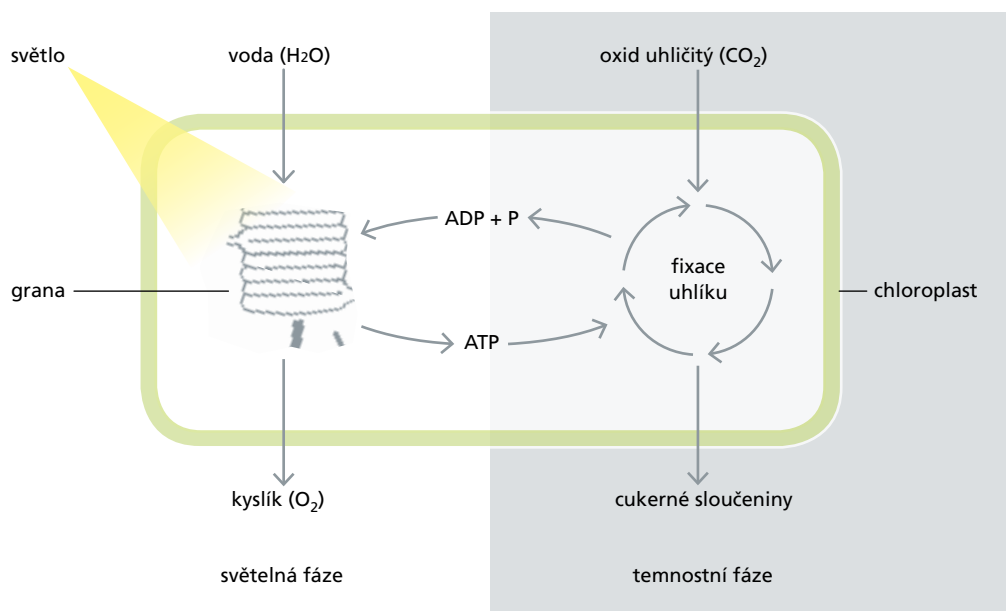 světlo
voda (H2O)
oxid uhličitý (CO₂)
ADP + P
fixace
uhlíku
grana
chloroplast
ATP
kyslík (O₂)
cukerné sloučeniny
světelná fáze
temnostní fáze